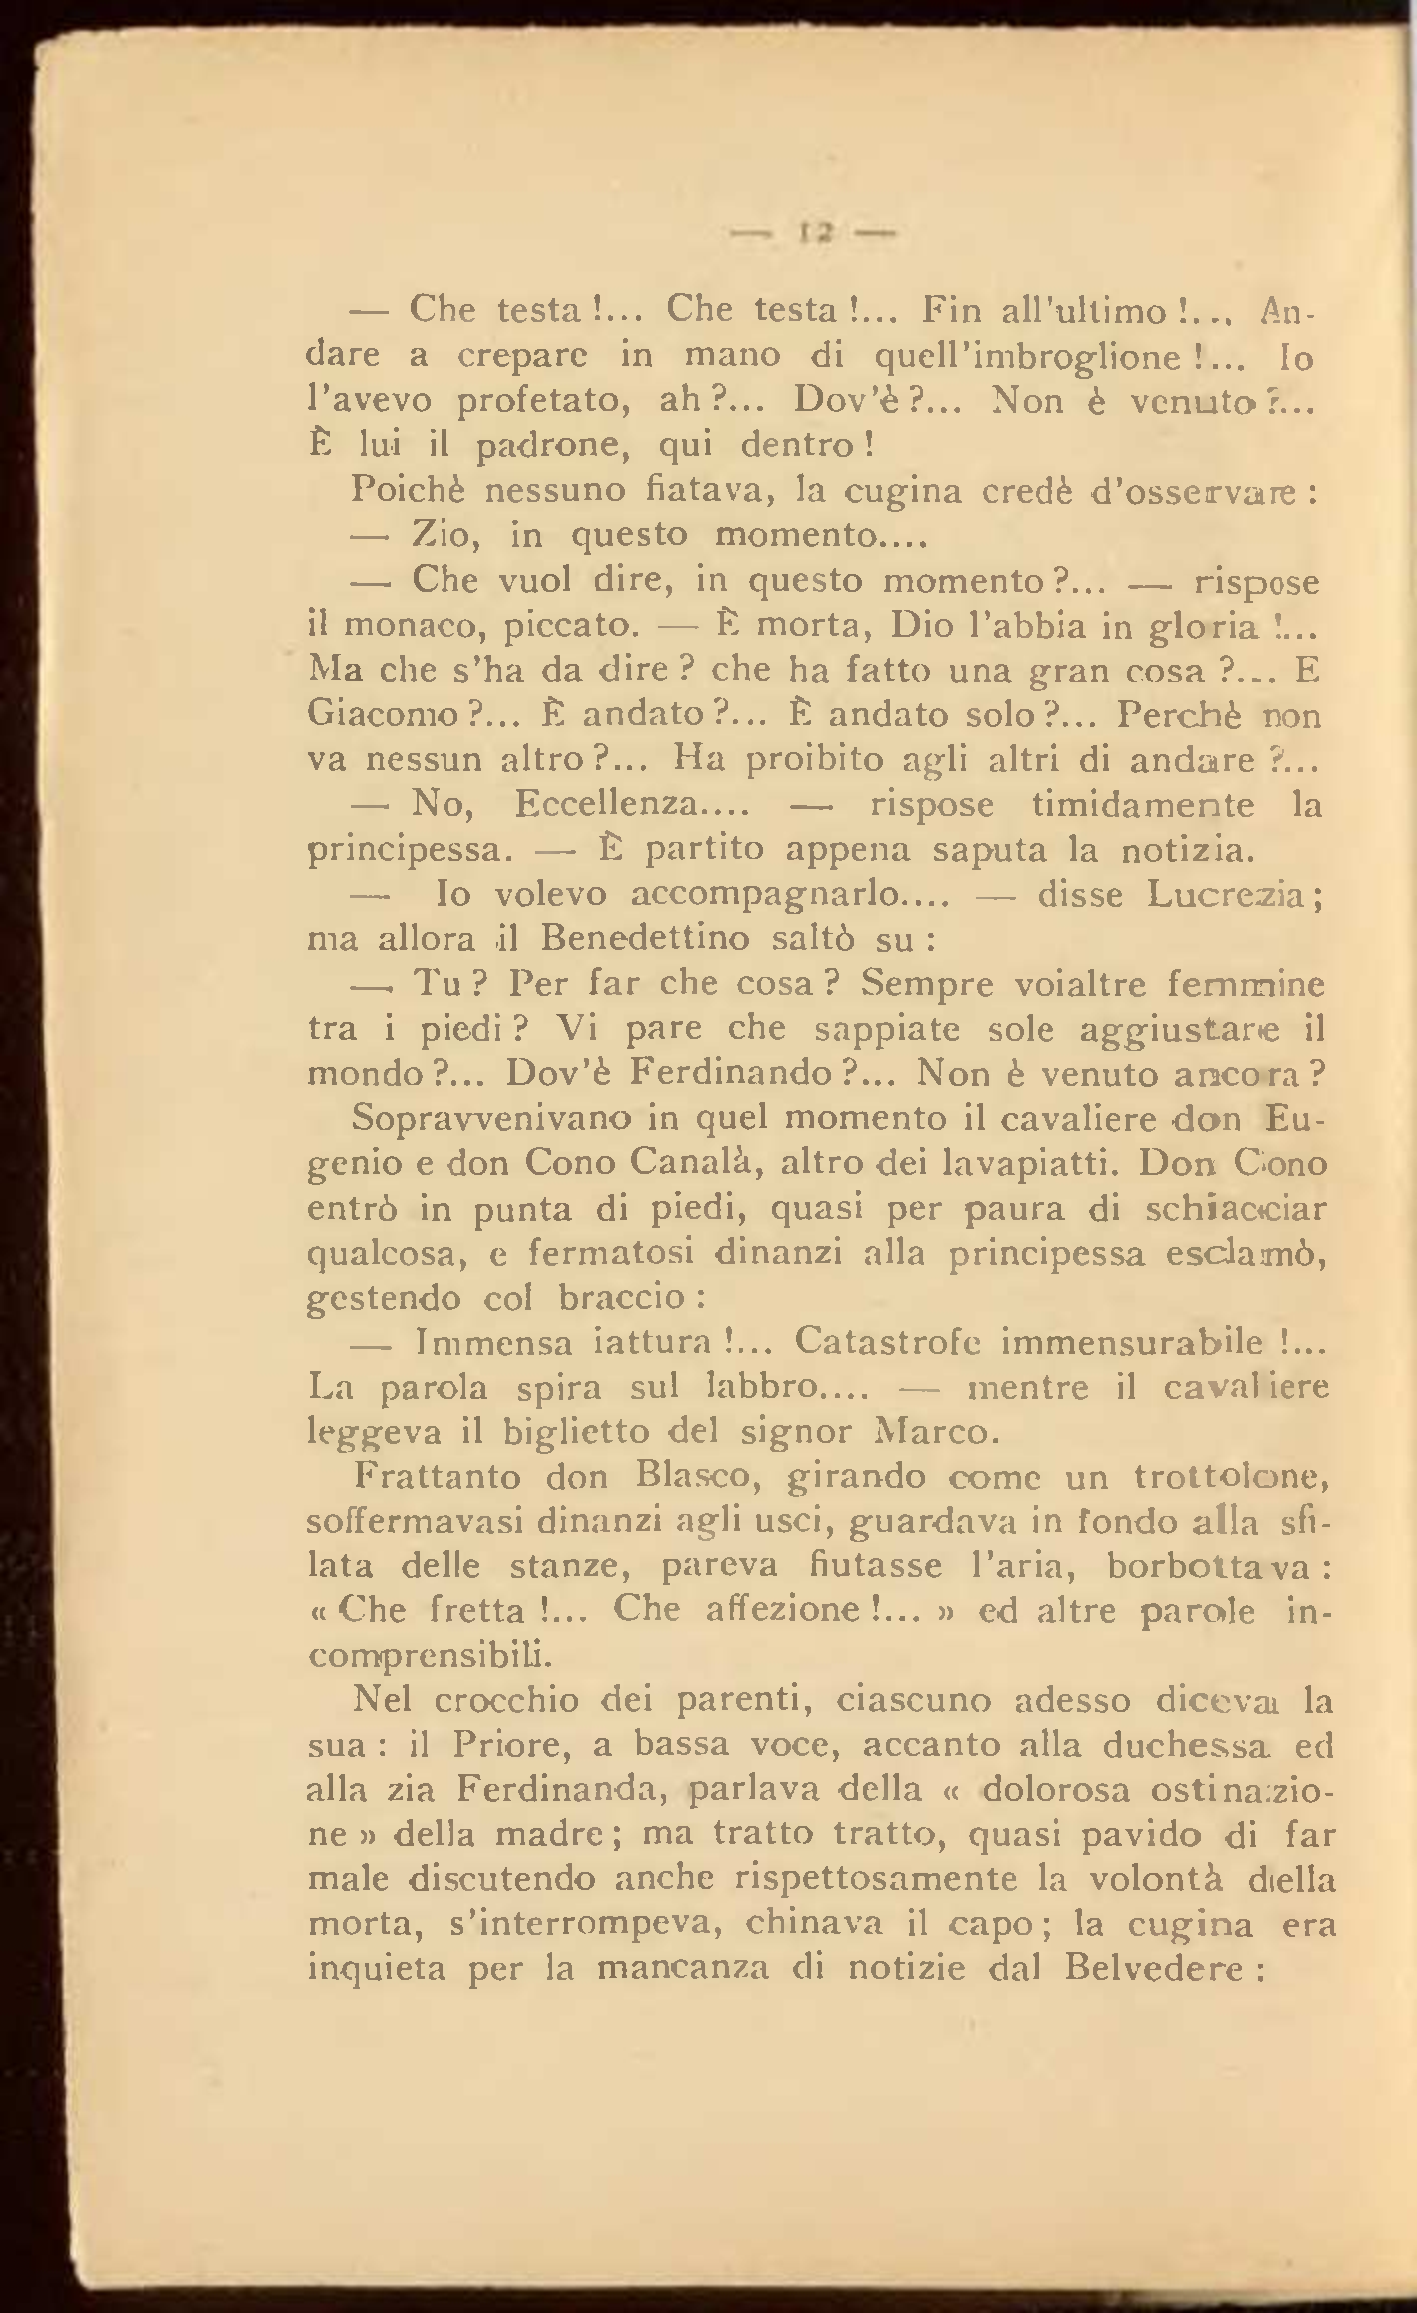 — 12 —
— Che testa !... Che testa !... Fin all'ultimo !... An-
dare a crepare in mano di quell'imbroglione !... Io
l'avevo profetato, ah ?... Dov'è ?... Non è venuto ?...
È lui il padrone, qui dentro !
Poichè nessuno fiatava, la cugina credè d'osservare :
— Zio, in questo momento....
— Che vuol dire, in questo momento ?... — rispose
il monaco, piccato. — È morta, Dio l'abbia in gloria !...
Ma che s'ha da dire ? che ha fatto una gran cosa ?... E
Giacomo ?... È andato ?... È andato solo ?... Perchè non
va nessun altro ?... Ha proibito agli altri di andare ?...
— No, Eccellenza.... — rispose timidamente la
principessa. — È partito appena saputa la notizia.
— Io volevo accompagnarlo.... — disse Lucrezia ;
ma allora il Benedettino saltò su :
— Tu ? Per far che cosa ? Sempre voialtre femmine
tra i piedi ? Vi pare che sappiate sole aggiustare il
mondo ?... Dov'è Ferdinando ?... Non è venuto ancora ?
Sopravvenivano in quel momento il cavaliere don Eu-
genio e don Cono Canalà, altro dei lavapiatti. Don Cono
entrò in punta di piedi, quasi per paura di schiacciar
qualcosa, e fermatosi dinanzi alla principessa esclamò,
gestendo col braccio :
— Immensa iattura !... Catastrofe immensurabile !...
La parola spira sul labbro.... — mentre il cavaliere
leggeva il biglietto del signor Marco.
Frattanto don Blasco, girando come un trottolone,
soffermavasi dinanzi agli usci, guardava in fondo alla sfi-
lata delle stanze, pareva fiutasse l'aria, borbottava :
« Che fretta !... Che affezione !... » ed altre parole in-
comprensibili.
Nel crocchio dei parenti, ciascuno adesso diceva la
sua : il Priore, a bassa voce, accanto alla duchessa ed
alla zia Ferdinanda, parlava della « dolorosa ostinazio-
ne » della madre ; ma tratto tratto, quasi pavido di far
male discutendo anche rispettosamente la volontà della
morta, s'interrompeva, chinava il capo ; la cugina era
inquieta per la mancanza di notizie dal Belvedere :